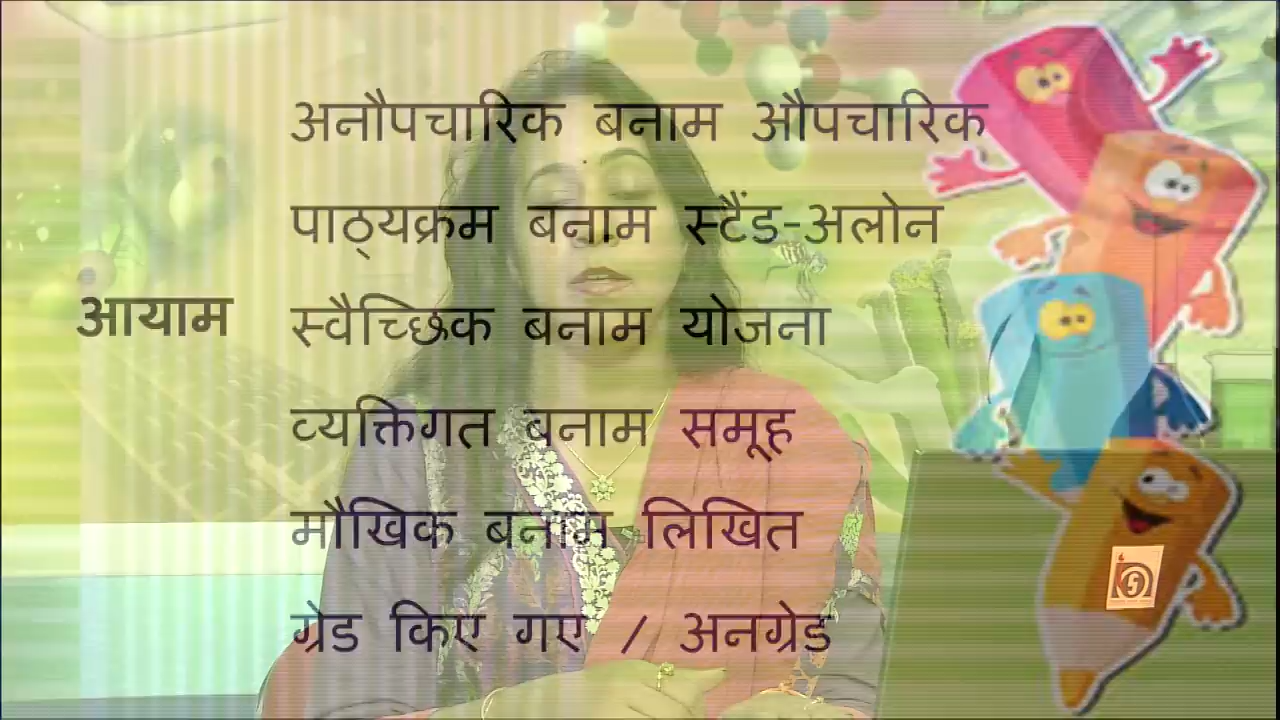 अनौपचारिक बनाम औपचारिक
पाठ्यक्रम बनाम स्टैंड-अलोन
आयाम
स्वैच्छिक बनाम योजना
व्यक्तिगत बनाम समूह
मौखिक बनाम लिखित
ग्रेड किए गए / अनग्रेड